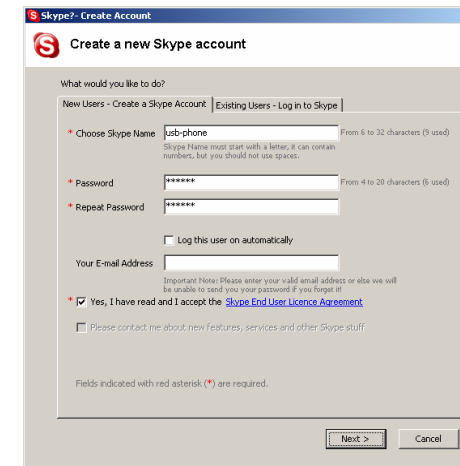 S Skype?- Create Account
S Create a new Skype account
What would you like to do?
New Users - Create a Skype Account Existing Users - Log in to Skype
* Choose Skype Name usb-phone From 6 to 32 characters (9 used)
Skype Name must start with a letter, it can contain
numbers, but you should not use spaces.
* Password ****** From 4 to 20 characters (6 used)
* Repeat Password ******
Log this user on automatically
Your E-mail Address
Important Note: Please enter your valid email address or else we will
be unable to send you your password if you forget it!
* Yes, I have read and I accept the Skype End User Licence Agreement
Please contact me about new features, services and other Skype stuff
Fields indicated with red asterisk (*) are required.
Next > Cancel